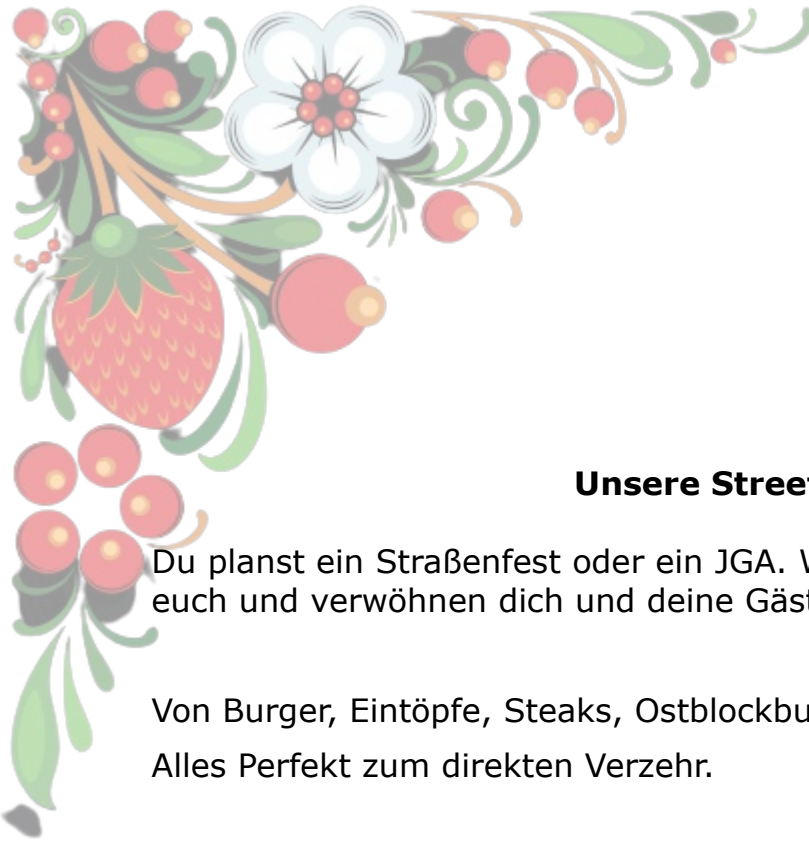 Unsere Street
Du planst ein Straßenfest oder ein JGA.
euch und verwöhnen dich und deine
Von Burger, Eintöpfe, Steaks,
Alles Perfekt zum direkten Verzehr.